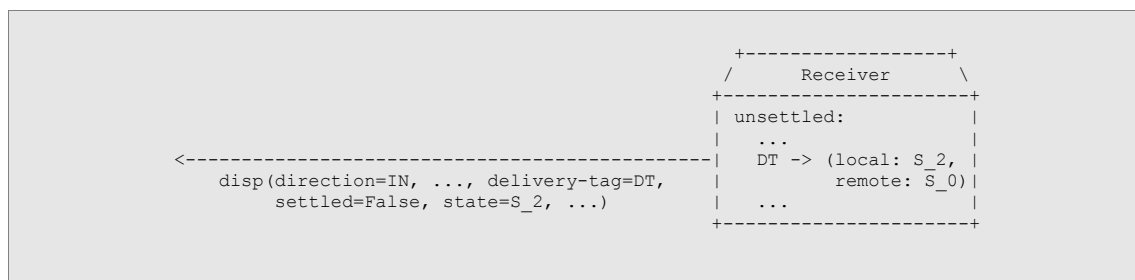 +-------------------+
/ Receiver \
+----------------------+
| unsettled: |
| ... |
<-----------------------------------------------| DT -> (local: S_2, |
disp(direction=IN, ..., delivery-tag=DT, | remote: S_0)|
settled=False, state=S_2, ...) | ... |
+----------------------+